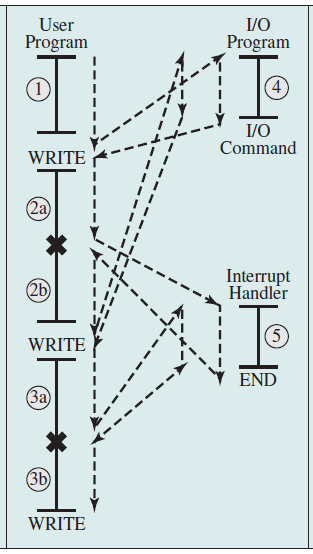 User
Program
1
WRITE
2a
2b
WRITE
3a
3b
WRITE
I/O
Program
4
I/O
Command
Interrupt
Handler
5
END